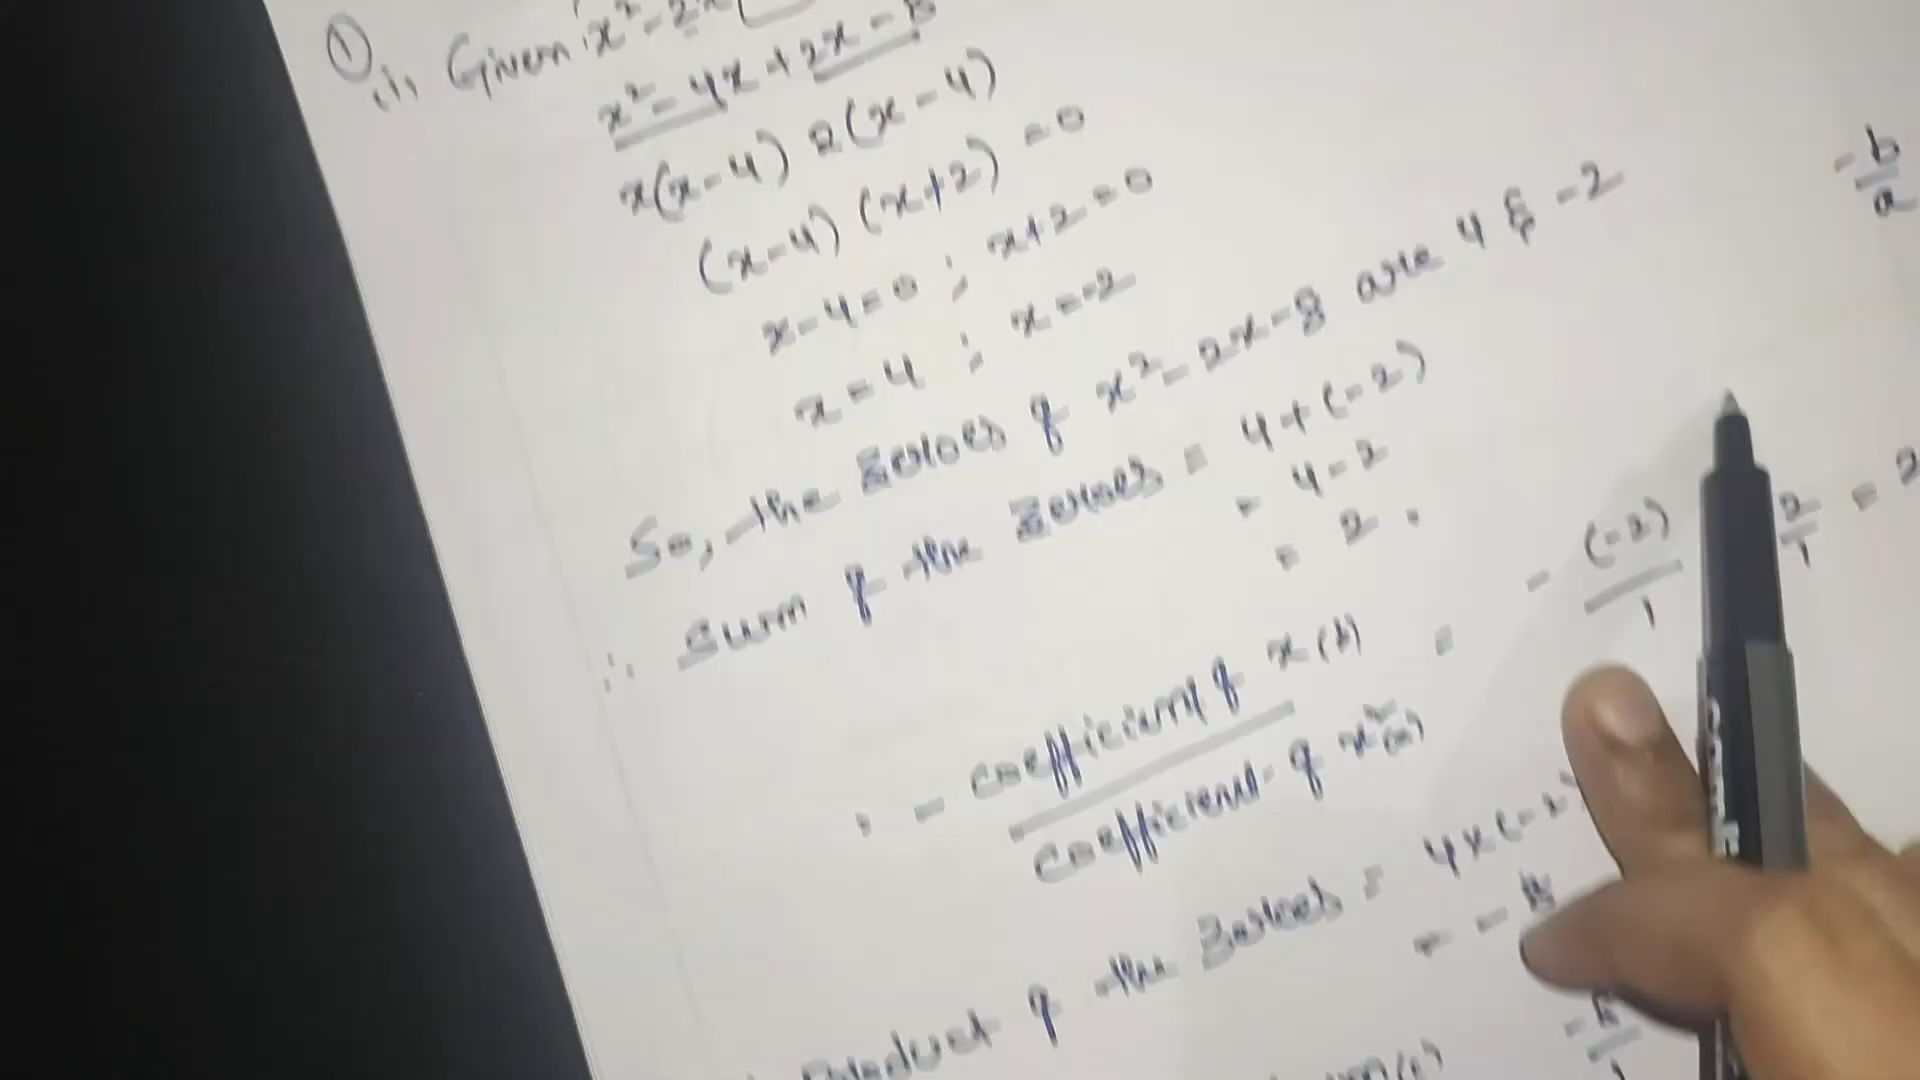 ① (i) Given x² - 2x
x² - 4x + 2x - 8
x(x-4) 2(x-4)
(x-4) (x+2) = 0
x-4=0 ; x+2=0
x = 4 ; x=-2
So, the zeroes of x² - 2x - 8 are 4 & -2
-b/a
∴ Sum of the zeroes = 4+(-2)
= 4-2
= 2.
- coefficient of x (b) / coefficient of x² (a) = - (-2)/1 2/1 = 2
Product of the zeroes = 4×(-2)
= -8
-8/1